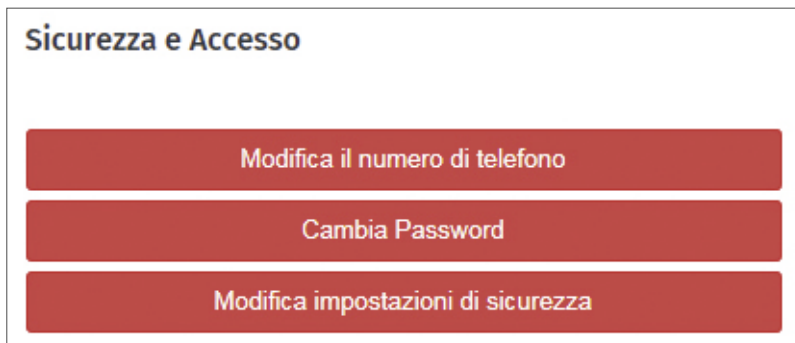 Sicurezza e Accesso
Modifica il numero di telefono
Cambia Password
Modifica impostazioni di sicurezza